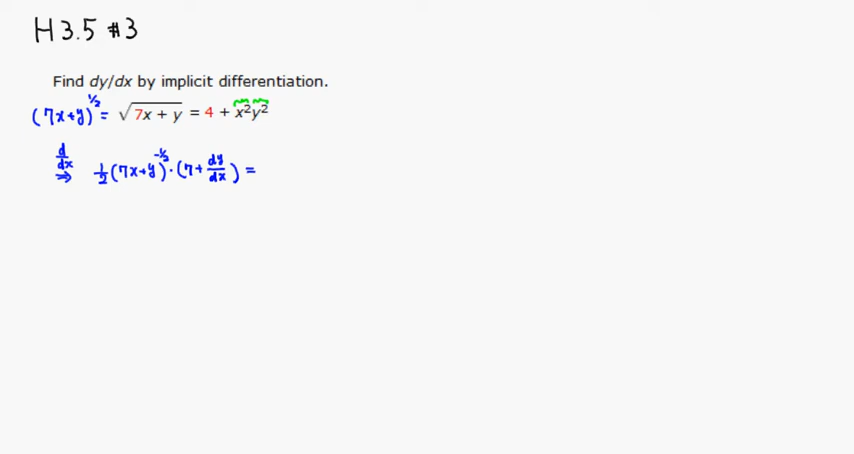 H 3.5 #3
Find dy/dx by implicit differentiation.
(7x+y)^½ = √(7x + y) = 4 + x²y²
d/dx ⇒ ½(7x+y)^-½ · (7 + dy/dx) =